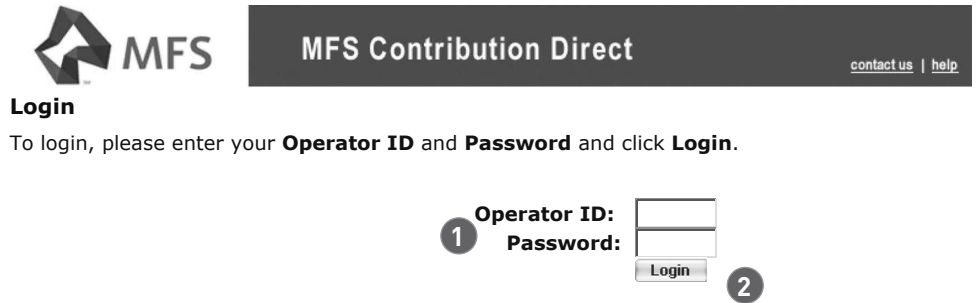 MFS
MFS Contribution Direct
contact us | help
Login
To login, please enter your Operator ID and Password and click Login.
Operator ID:
1
Password:
Login
2